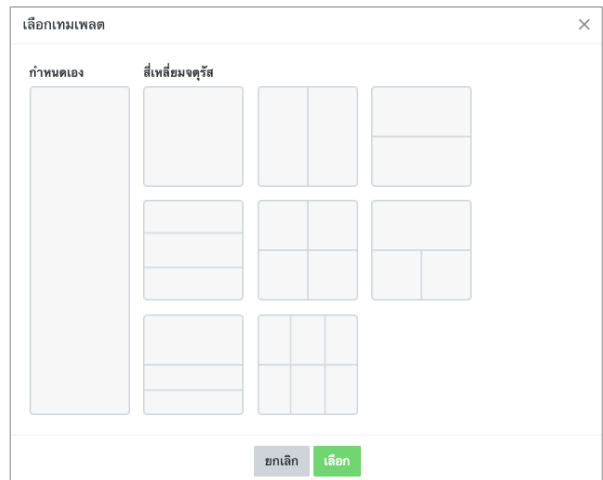 เลือกเทมเพลต
กำหนดเอง
สี่เหลี่ยมจตุรัส
ยกเลิก
เลือก